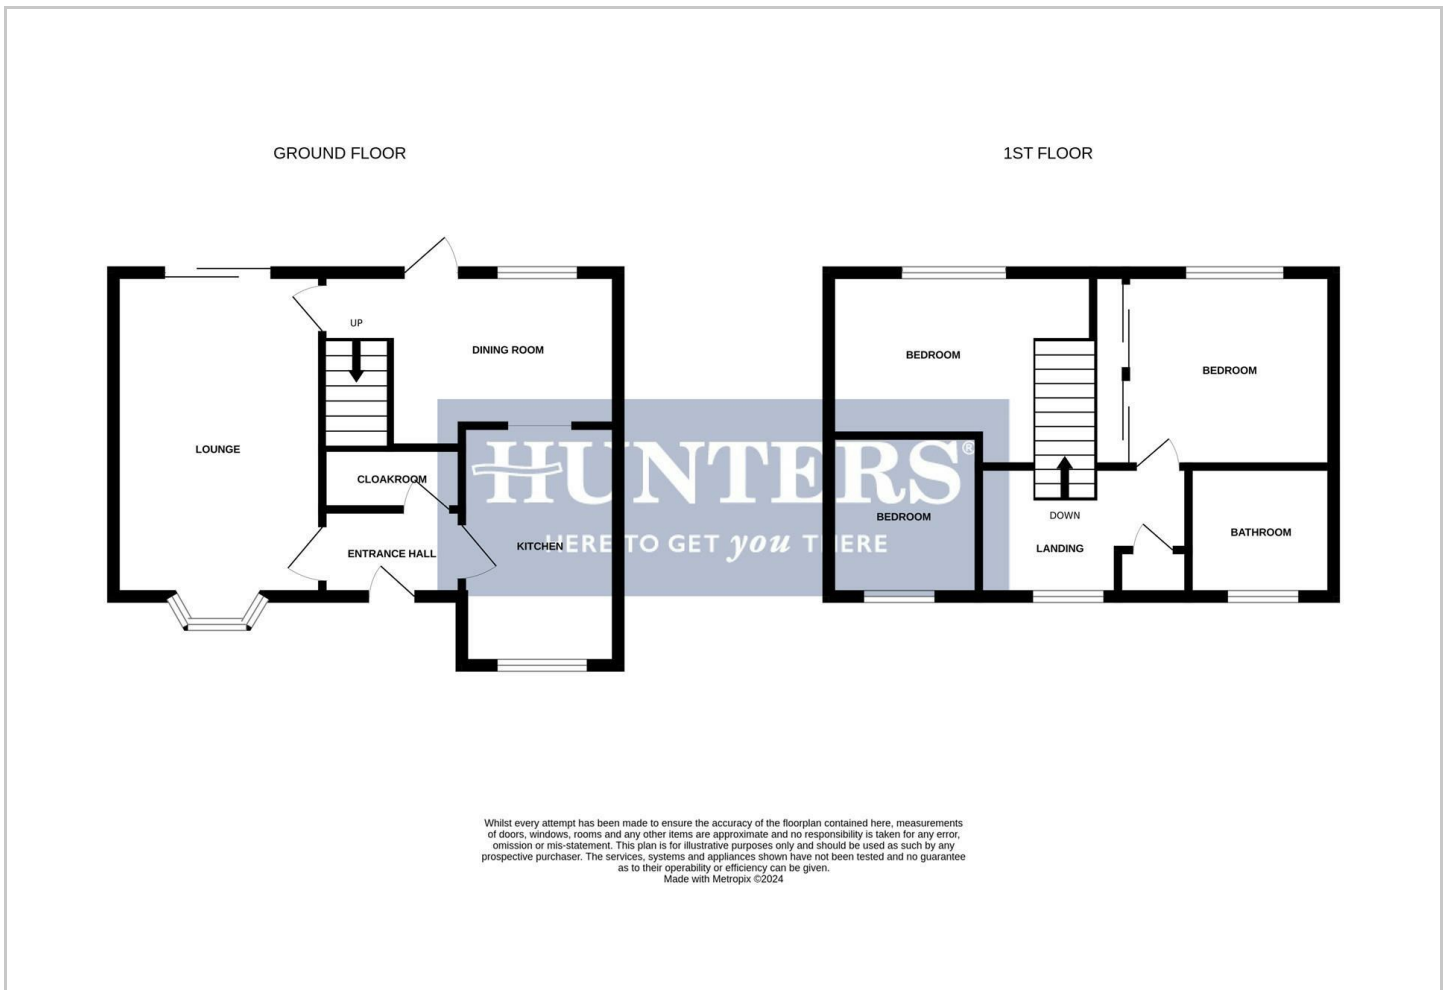 GROUND FLOOR
1ST FLOOR
UP
DINING ROOM
LOUNGE
CLOAKROOM
ENTRANCE HALL
KITCHEN
BEDROOM
BEDROOM
BEDROOM
DOWN
LANDING
BATHROOM
HUNTERS®
HERE TO GET you THERE
Whilst every attempt has been made to ensure the accuracy of the floorplan contained here, measurements
of doors, windows, rooms and any other items are approximate and no responsibility is taken for any error,
omission or mis-statement. This plan is for illustrative purposes only and should be used as such by any
prospective purchaser. The services, systems and appliances shown have not been tested and no guarantee
as to their operability or efficiency can be given.
Made with Metropix ©2024